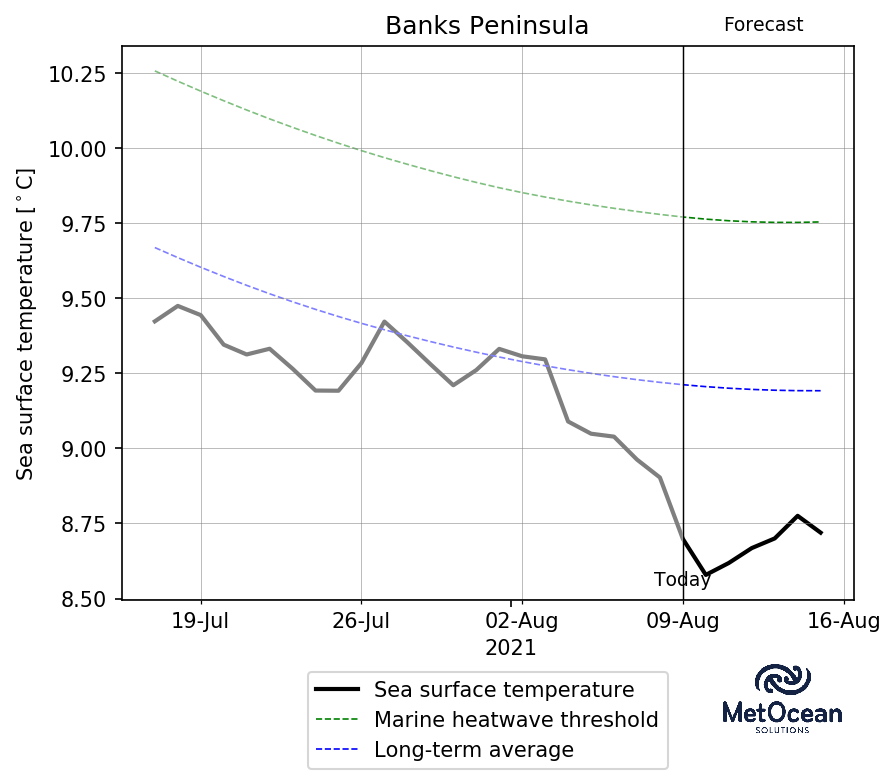 Banks Peninsula
Forecast
Sea surface temperature [°C]
10.25
10.00
9.75
9.50
9.25
9.00
8.75
8.50
Today
19-Jul
26-Jul
02-Aug
09-Aug
16-Aug
2021
Sea surface temperature
Marine heatwave threshold
Long-term average
MetOcean
SOLUTIONS